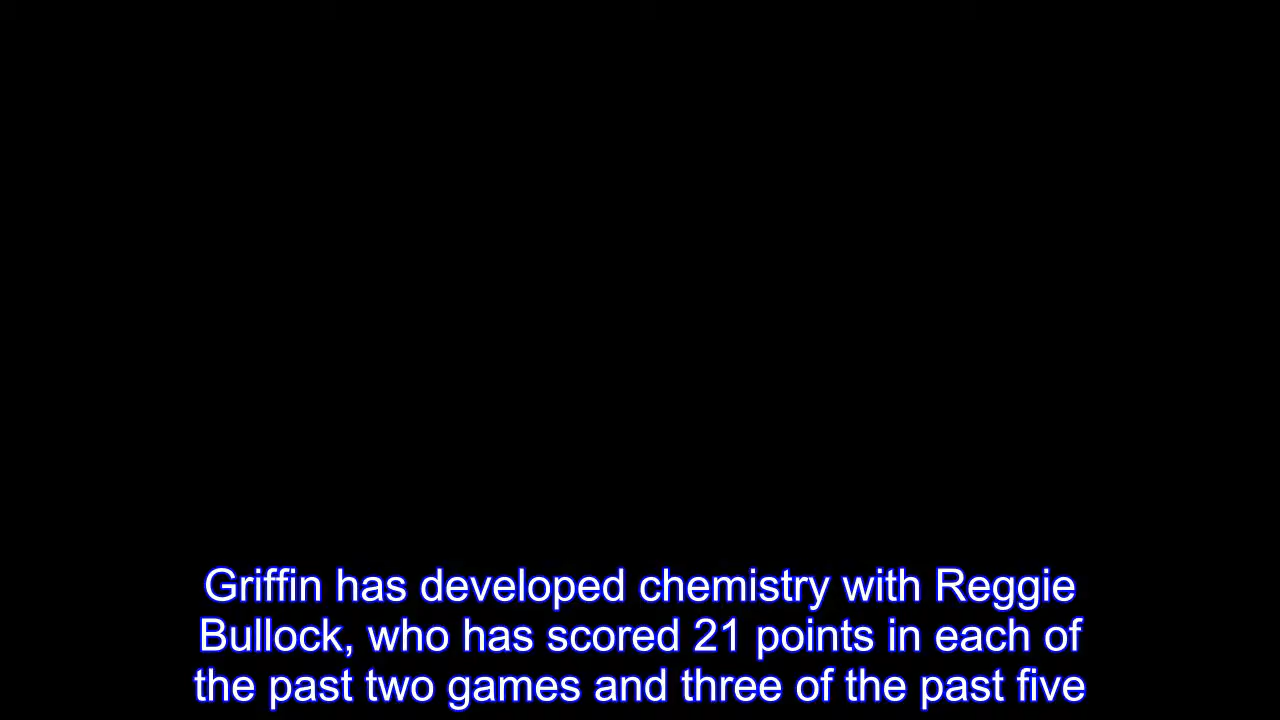 Griffin has developed chemistry with Reggie
Bullock, who has scored 21 points in each of
the past two games and three of the past five